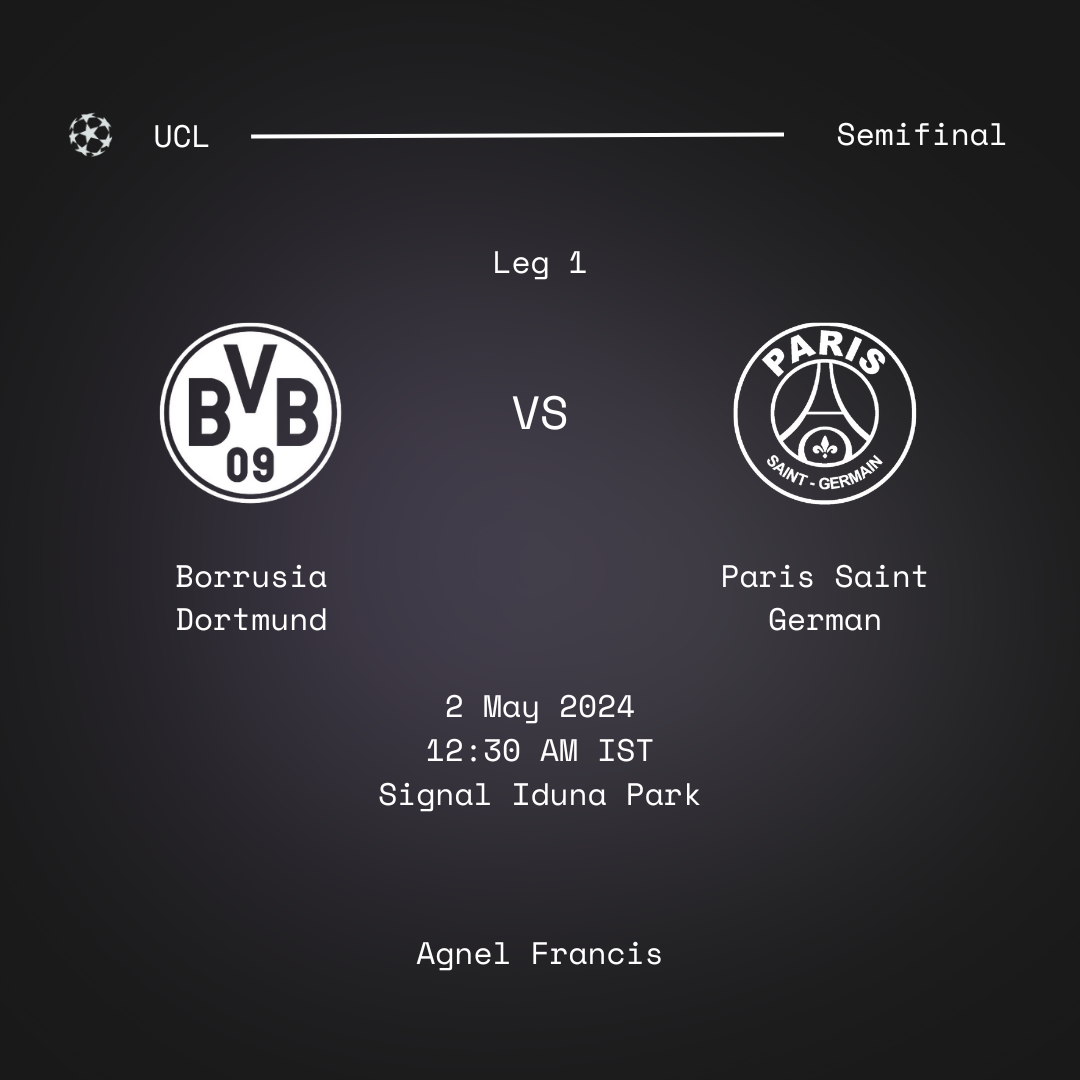 UCL
Semifinal
Leg 1
BVB
09
VS
PARIS
SAINT - GERMAIN
Borrusia
Dortmund
Paris Saint
German
2 May 2024
12:30 AM IST
Signal Iduna Park
Agnel Francis